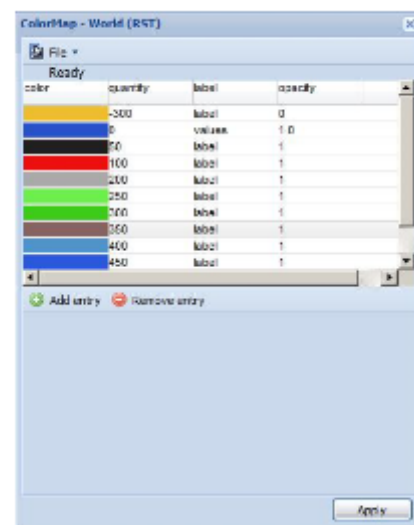 ColorMap - World (RST)
File
Ready
color quantity label opacity
-300 label 0
0 values 1.0
50 label 1
100 label 1
200 label 1
250 label 1
300 label 1
350 label 1
400 label 1
450 label 1
Add entry Remove entry
Apply